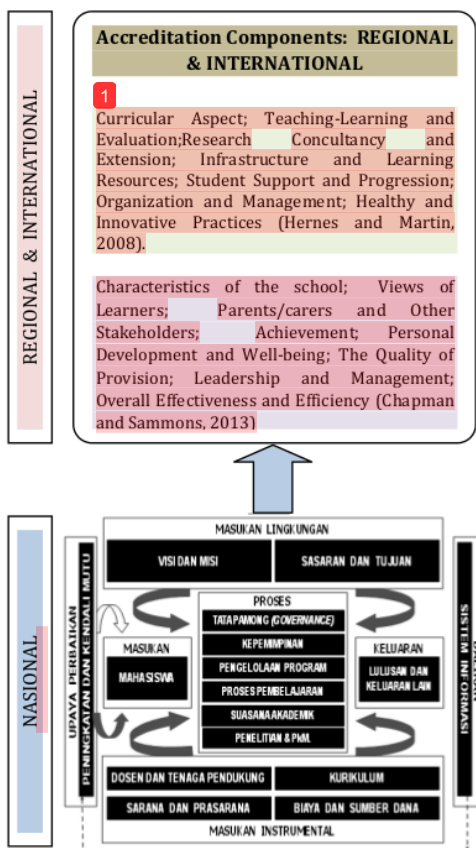 Accreditation Components: REGIONAL
& INTERNATIONAL
1
Curricular Aspect; Teaching-Learning and
Evaluation;Research Concultancy and
Extension; Infrastructure and Learning
Resources; Student Support and Progression;
Organization and Management; Healthy and
Innovative Practices (Hernes and Martin,
2008).
Characteristics of the school; Views of
Learners; Parents/carers and Other
Stakeholders; Achievement; Personal
Development and Well-being; The Quality of
Provision; Leadership and Management;
Overall Effectiveness and Efficiency (Chapman
and Sammons, 2013)
REGIONAL & INTERNATIONAL
NASIONAL
UPAYA PERBAIKAN
PENINGKATAN DAN KENDALI MUTU
MASUKAN LINGKUNGAN
VISI DAN MISI
SASARAN DAN TUJUAN
MASUKAN
MAHASISWA
PROSES
TATAPAMONG (GOVERNANCE)
KEPEMIMPINAN
PENGELOLAAN PROGRAM
PROSES PEMBELAJARAN
SUASANA AKADEMIK
PENELITIAN & PkM.
KELUARAN
LULUSAN DAN
KELUARAN LAIN
DOSEN DAN TENAGA PENDUKUNG
KURIKULUM
SARANA DAN PRASARANA
BIAYA DAN SUMBER DANA
MASUKAN INSTRUMENTAL
SISTEM INFORMASI